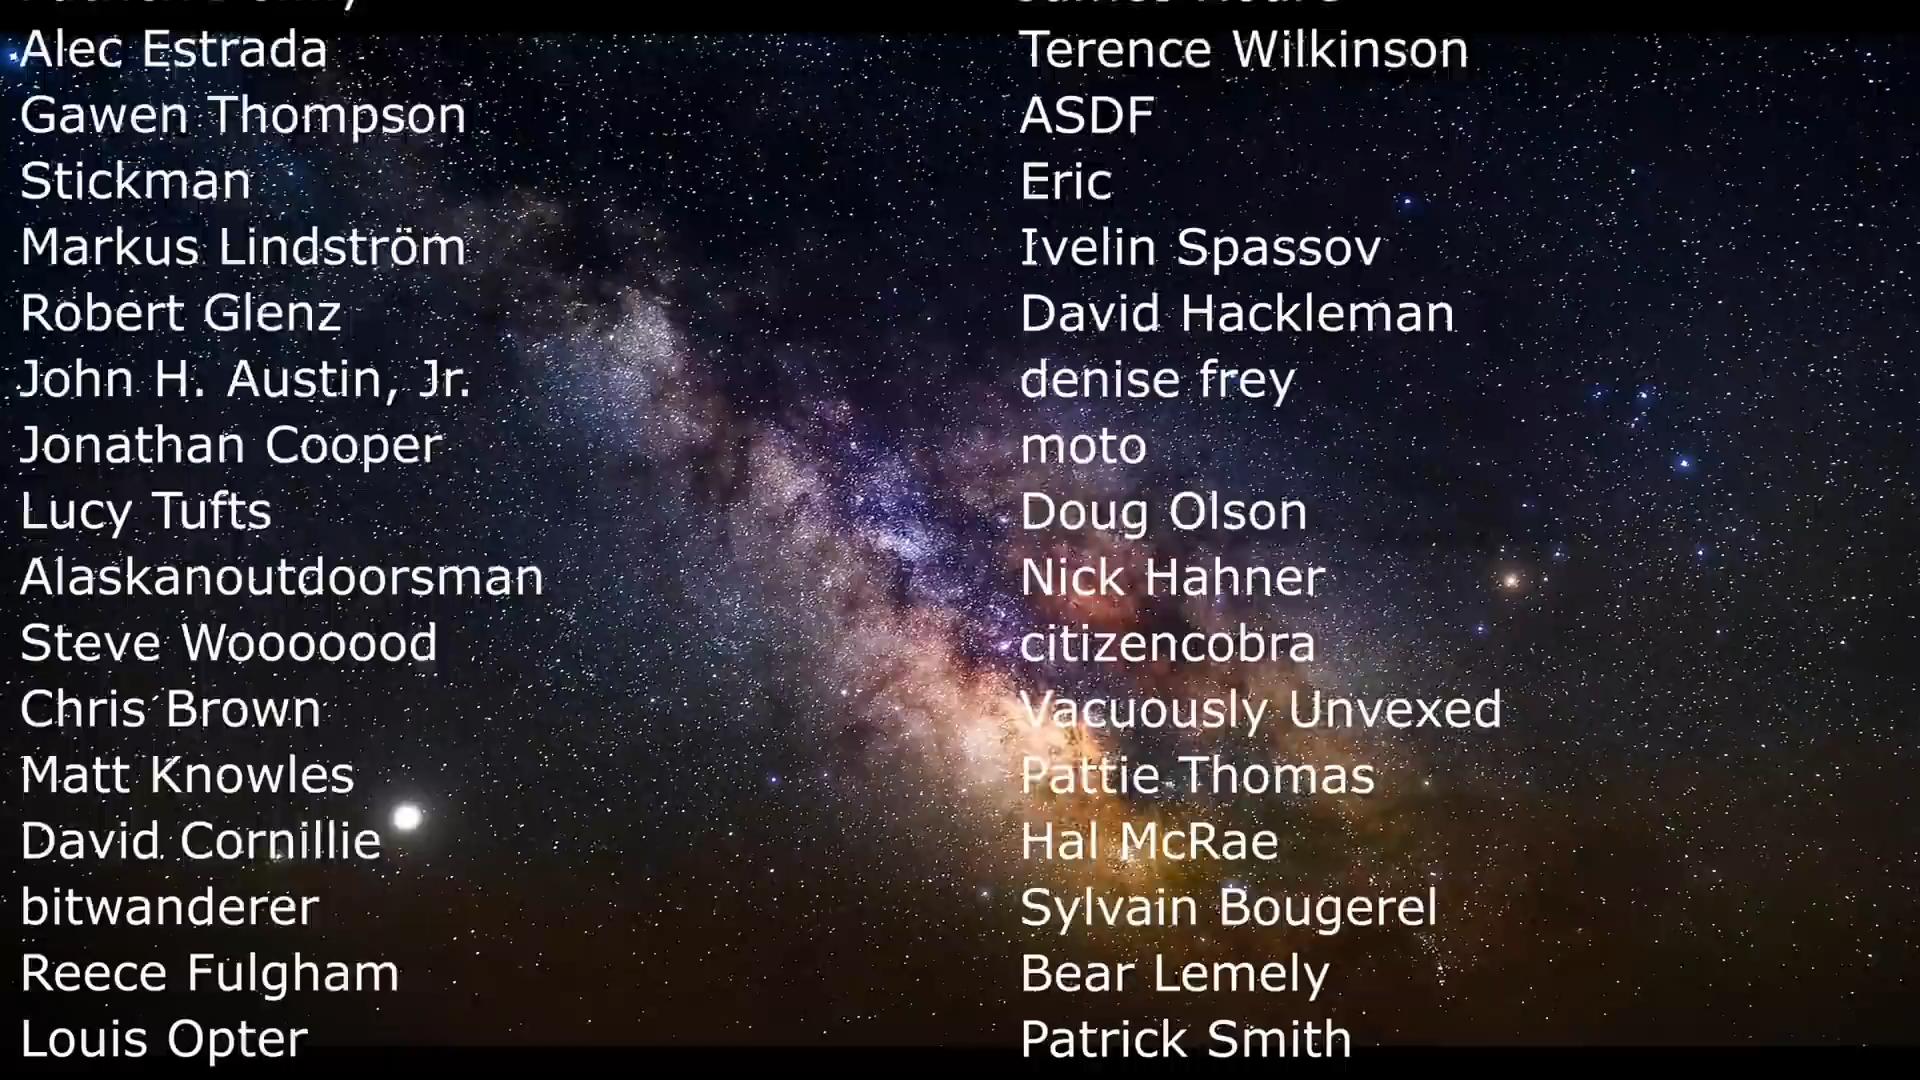 Alec Estrada
Gawen Thompson
Stickman
Markus Lindström
Robert Glenz
John H. Austin, Jr.
Jonathan Cooper
Lucy Tufts
Alaskanoutdoorsman
Steve Wooooood
Chris Brown
Matt Knowles
David Cornillie
bitwanderer
Reece Fulgham
Louis Opter
Terence Wilkinson
ASDF
Eric
Ivelin Spassov
David Hackleman
denise frey
moto
Doug Olson
Nick Hahner
citizencobra
Vacuously Unvexed
Pattie Thomas
Hal McRae
Sylvain Bougerel
Bear Lemely
Patrick Smith